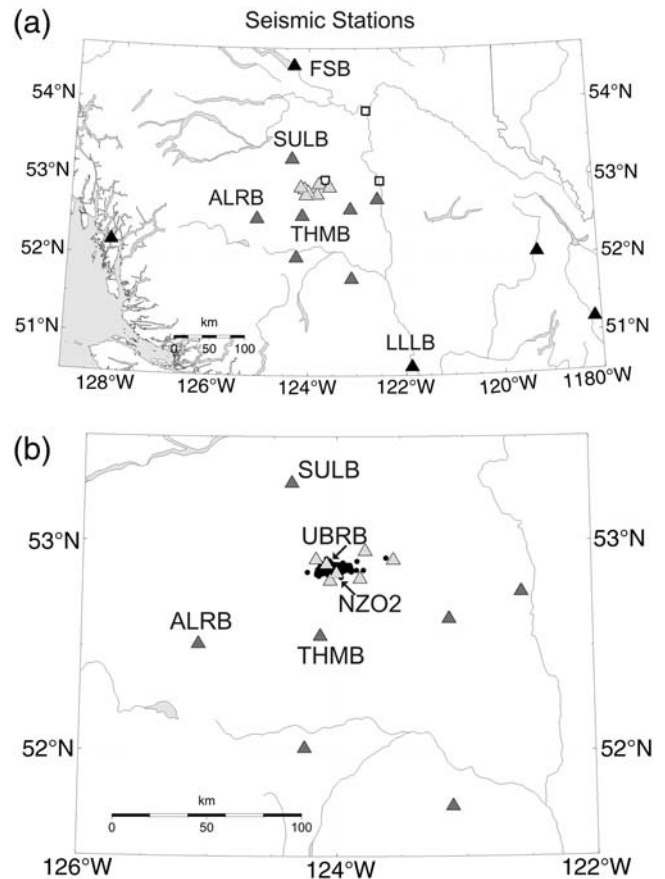 (a)
Seismic Stations
FSB
54°N
54°N
SULB
53°N
53°N
ALRB
52°N
THMB
52°N
51°N
km
0 50 100
LLLB
51°N
128°W
126°W
124°W
122°W
120°W
1180°W
(b)
SULB
53°N
UBRB
53°N
NZO2
ALRB
THMB
52°N
52°N
km
0 50 100
126°W
124°W
122°W